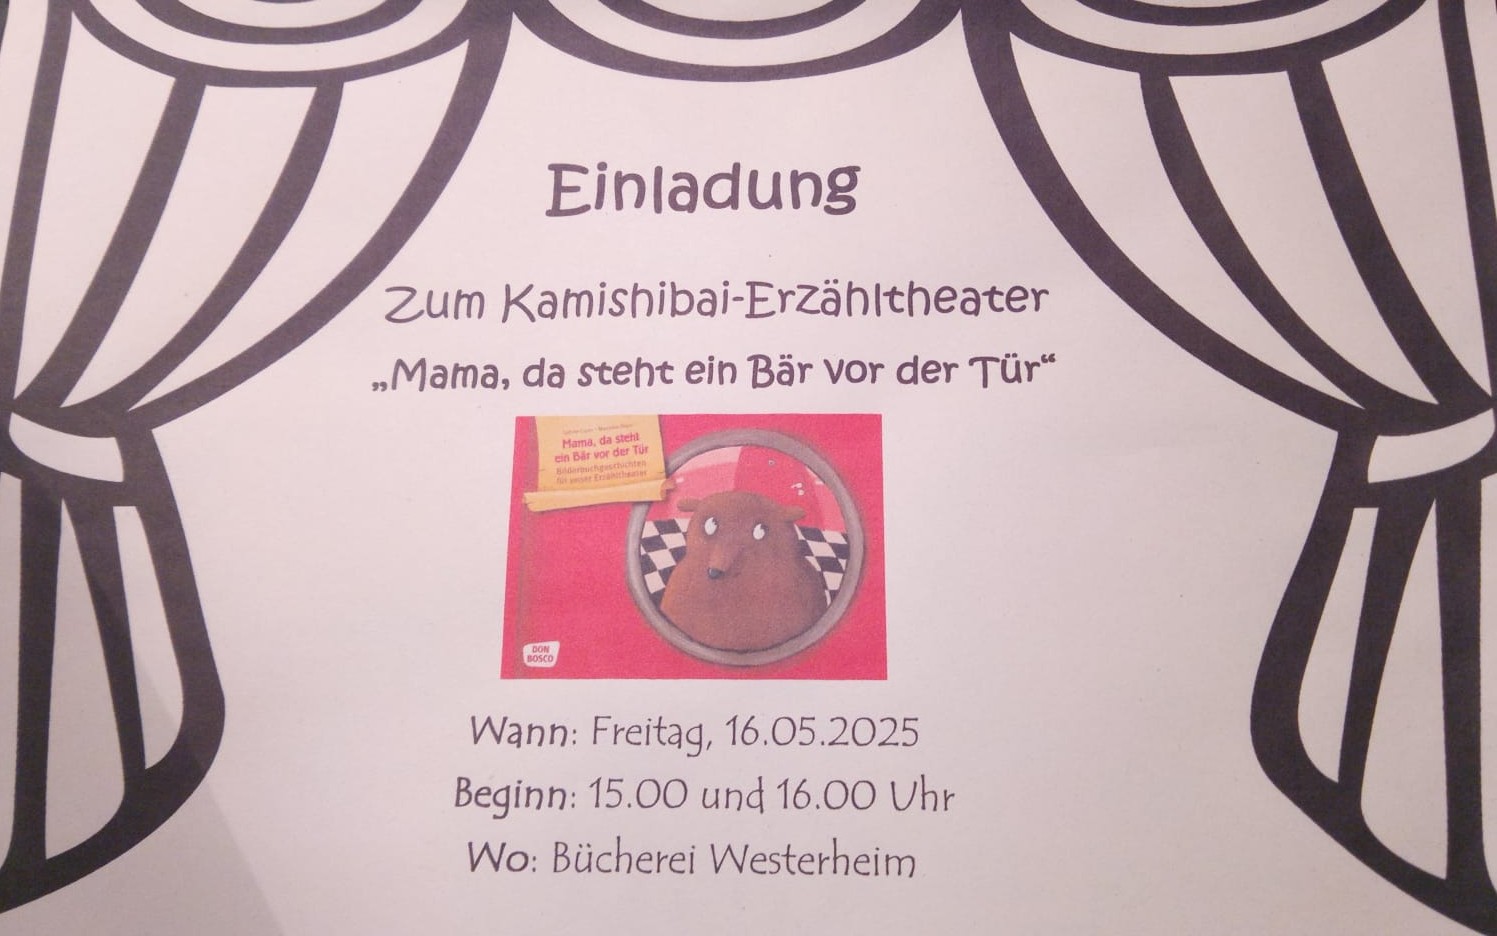 Einladung
Zum Kamishibai-Erzähltheater
„Mama, da steht ein Bär vor der Tür“
Mama, da steht
ein Bär vor der Tür
Bilderbuchgeschichten
für unser Erzähltheater
DON
BOSCO
Wann: Freitag, 16.05.2025
Beginn: 15.00 und 16.00 Uhr
Wo: Bücherei Westerheim